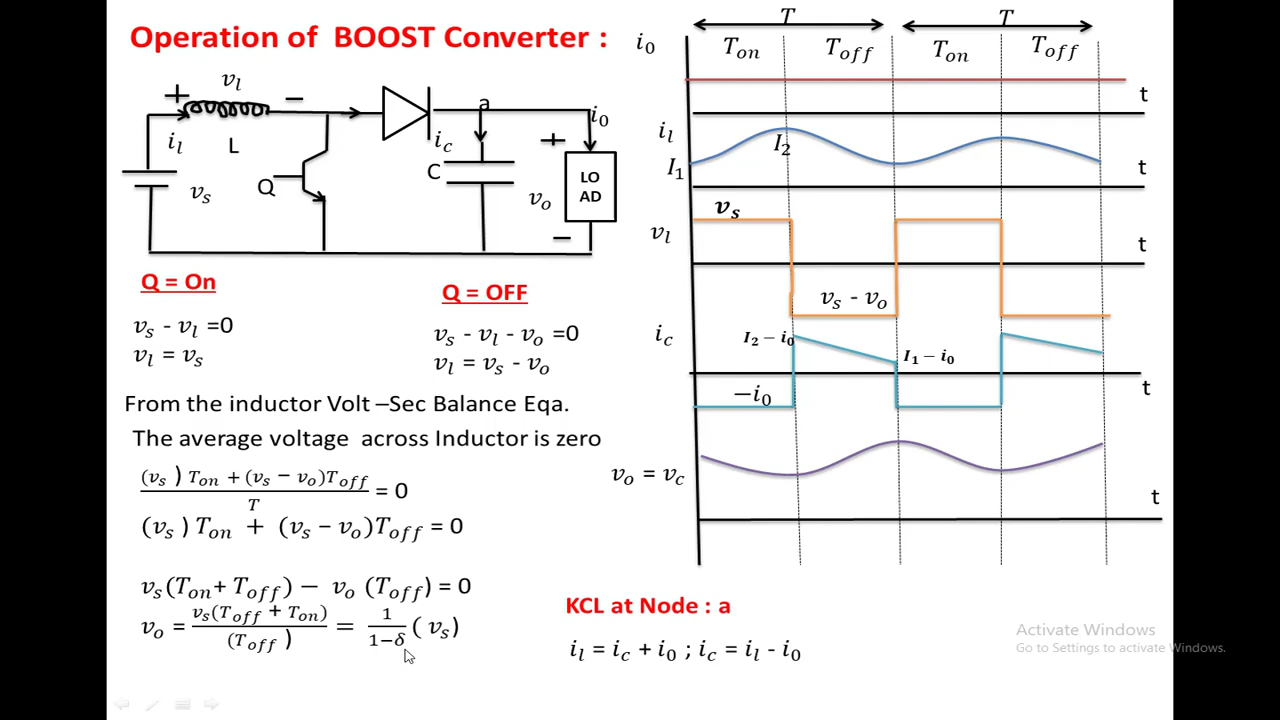 Operation of BOOST Converter :
v_l
+ −
a
i_0
i_l
L
i_c
+
C
LO
AD
Q
v_s
v_o
−
Q = On
Q = OFF
v_s - v_l =0
v_l = v_s
v_s - v_l - v_o =0
v_l = v_s - v_o
From the inductor Volt –Sec Balance Eqa.
The average voltage across Inductor is zero
(v_s ) T_on + (v_s − v_o)T_off
T
= 0
(v_s ) T_on + (v_s − v_o)T_off = 0
v_s(T_on+ T_off) − v_o (T_off) = 0
v_o = v_s(T_off + T_on) / (T_off ) = 1 / 1−δ ( v_s)
T T
i_0
T_on T_off T_on T_off
t
i_l
I_2
I_1
t
v_s
v_l
t
v_s - v_o
i_c
I_2 − i_0
I_1 − i_0
t
−i_0
v_o = v_c
t
KCL at Node : a
i_l = i_c + i_0 ; i_c = i_l - i_0
Activate Windows
Go to Settings to activate Windows.